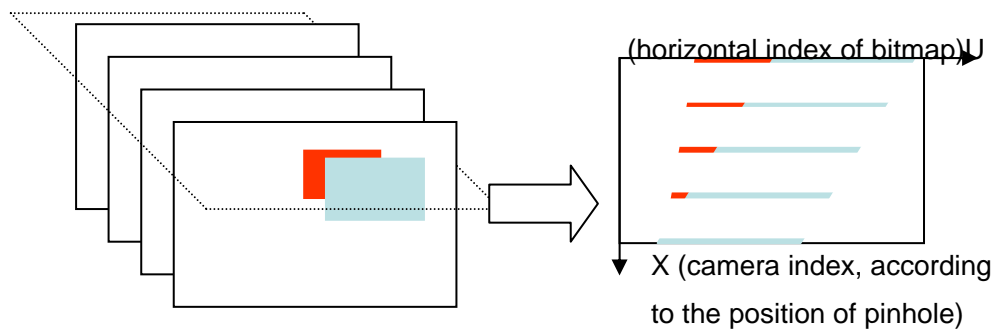 (horizontal index of bitmap)U
X (camera index, according
to the position of pinhole)